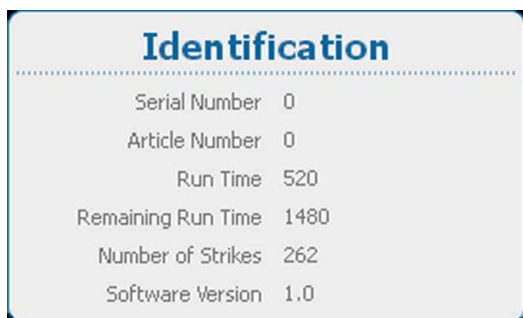 Identification
Serial Number 0
Article Number 0
Run Time 520
Remaining Run Time 1480
Number of Strikes 262
Software Version 1.0